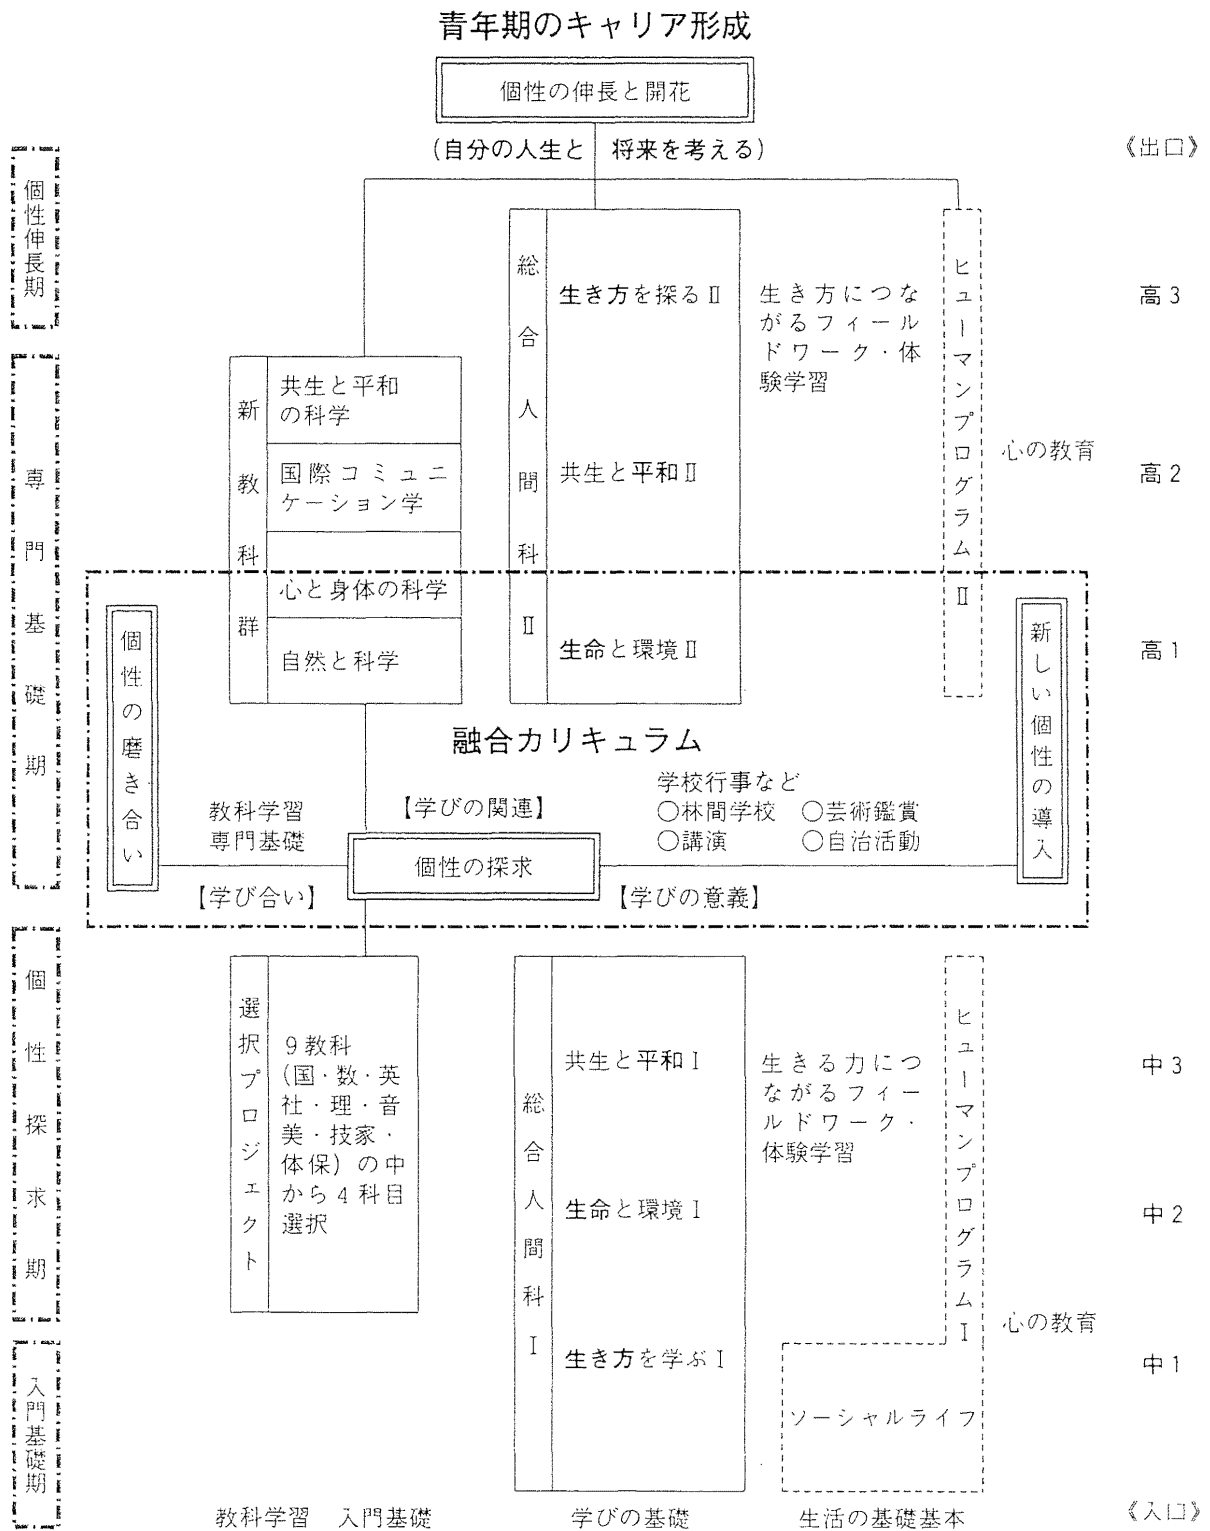 青年期のキャリア形成
個性の伸長と開花
(自分の人生と 将来を考える)
《出口》
個性伸長期
総合人間科Ⅱ
生き方を探るⅡ
生き方につな
がるフィール
ドワーク・体
験学習
ヒューマンプログラムⅡ
高3
専門基礎期
新教科群
共生と平和
の科学
国際コミュニ
ケーション学
心と身体の科学
自然と科学
共生と平和Ⅱ
心の教育
高2
生命と環境Ⅱ
高1
個性の磨き合い
新しい個性の導入
融合カリキュラム
教科学習
専門基礎
【学びの関連】
学校行事など
○林間学校 ○芸術鑑賞
○講演 ○自治活動
個性の探求
【学び合い】
【学びの意義】
個性探求期
選択プロジェクト
9教科
(国・数・英
社・理・音
美・技家・
体保)の中
から4科目
選択
総合人間科Ⅰ
共生と平和Ⅰ
生きる力につ
ながるフィー
ルドワーク・
体験学習
ヒューマンプログラムⅠ
中3
生命と環境Ⅰ
中2
心の教育
入門基礎期
生き方を学ぶⅠ
中1
ソーシャルライフ
教科学習 入門基礎
学びの基礎
生活の基礎基本
《入口》